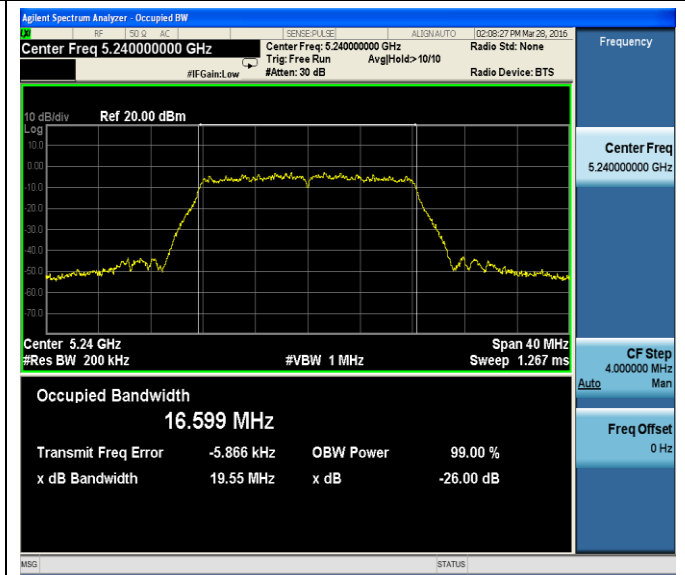 Agilent Spectrum Analyzer - Occupied BW
RF 50 Ω AC SENSE:PULSE ALIGNAUTO 02:08:27 PM Mar 28, 2016
Center Freq 5.240000000 GHz Center Freq: 5.240000000 GHz Radio Std: None
Trig: Free Run Avg|Hold:>10/10
#IFGain:Low #Atten: 30 dB Radio Device: BTS
Frequency
10 dB/div Ref 20.00 dBm
Log
10.0
0.00
-10.0
-20.0
-30.0
-40.0
-50.0
-60.0
-70.0
Center 5.24 GHz Span 40 MHz
#Res BW 200 kHz #VBW 1 MHz Sweep 1.267 ms
Occupied Bandwidth
16.599 MHz
Transmit Freq Error -5.866 kHz OBW Power 99.00 %
x dB Bandwidth 19.55 MHz x dB -26.00 dB
Center Freq
5.240000000 GHz
CF Step
4.000000 MHz
Auto Man
Freq Offset
0 Hz
MSG STATUS